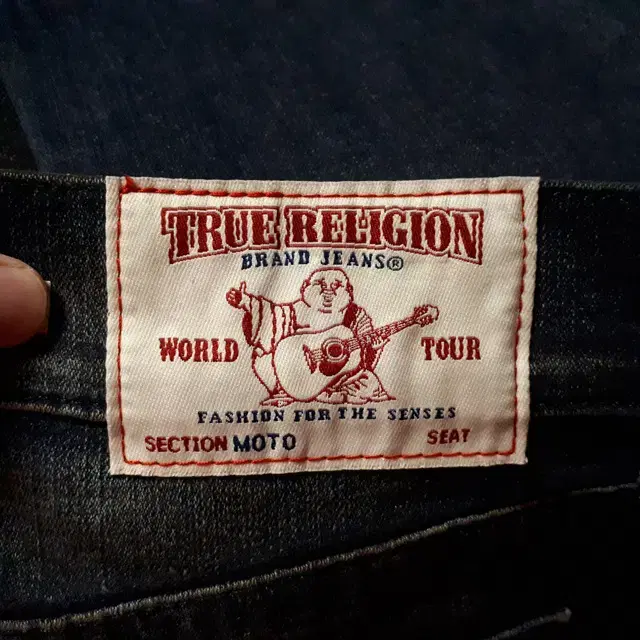 TRUE RELIGION
BRAND JEANS®
WORLD TOUR
FASHION FOR THE SENSES
SECTION MOTO SEAT